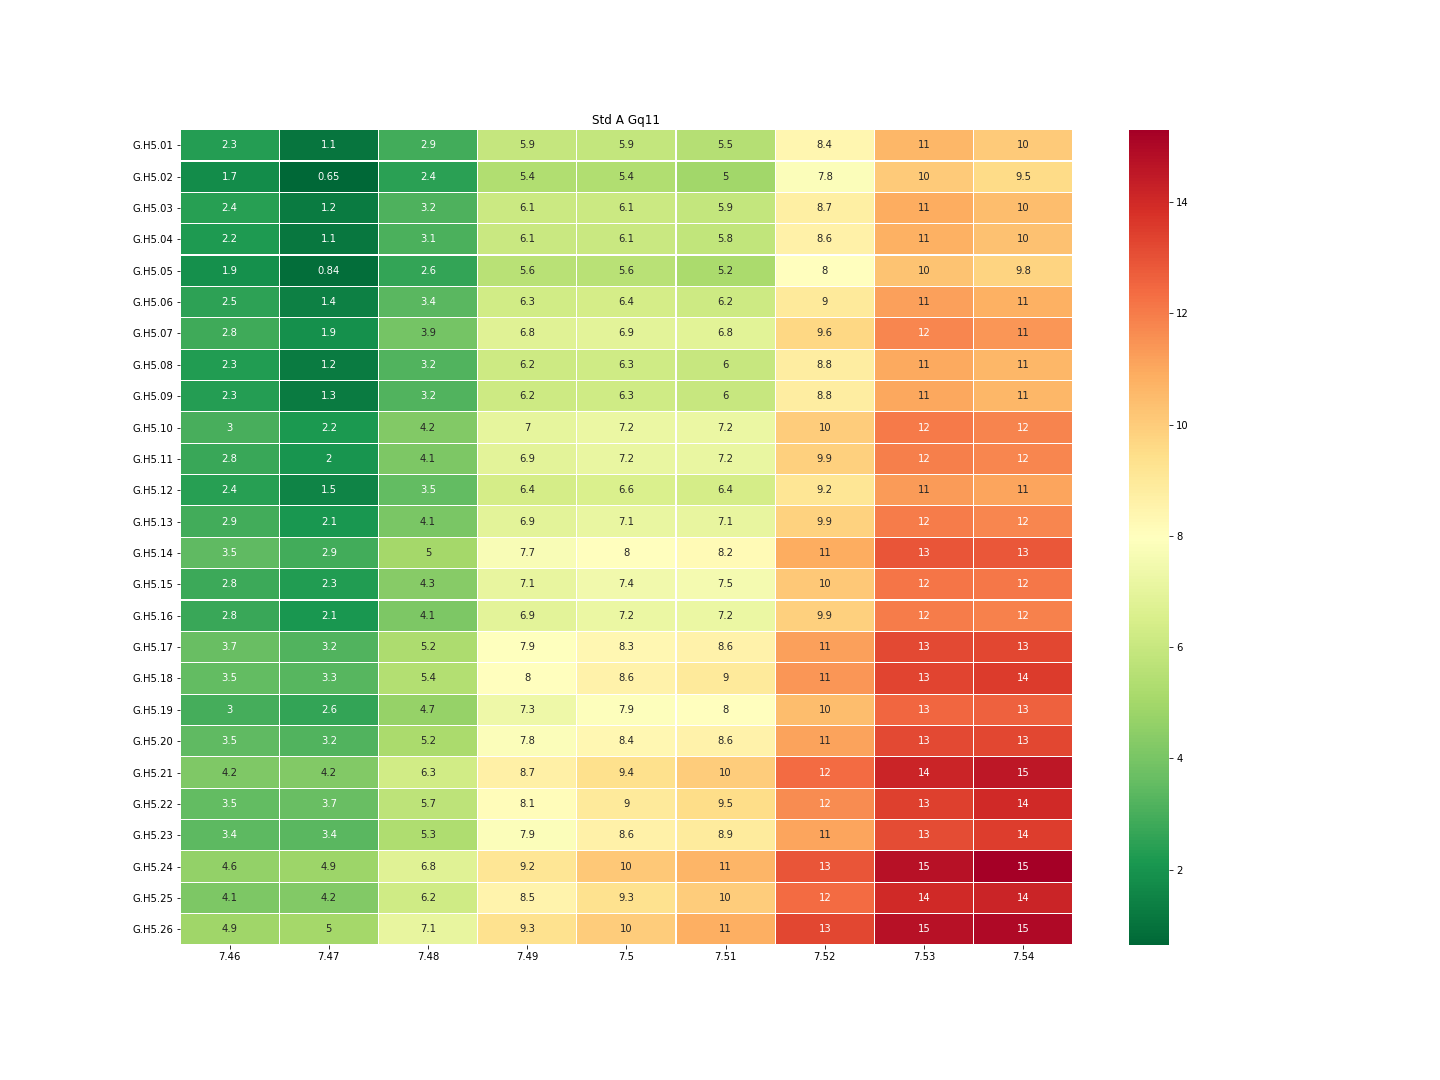 Std A Gq11
G.H5.01 2.3 1.1 2.9 5.9 5.9 5.5 8.4 11 10
G.H5.02 1.7 0.65 2.4 5.4 5.4 5 7.8 10 9.5
G.H5.03 2.4 1.2 3.2 6.1 6.1 5.9 8.7 11 10
G.H5.04 2.2 1.1 3.1 6.1 6.1 5.8 8.6 11 10
G.H5.05 1.9 0.84 2.6 5.6 5.6 5.2 8 10 9.8
G.H5.06 2.5 1.4 3.4 6.3 6.4 6.2 9 11 11
G.H5.07 2.8 1.9 3.9 6.8 6.9 6.8 9.6 12 11
G.H5.08 2.3 1.2 3.2 6.2 6.3 6 8.8 11 11
G.H5.09 2.3 1.3 3.2 6.2 6.3 6 8.8 11 11
G.H5.10 3 2.2 4.2 7 7.2 7.2 10 12 12
G.H5.11 2.8 2 4.1 6.9 7.2 7.2 9.9 12 12
G.H5.12 2.4 1.5 3.5 6.4 6.6 6.4 9.2 11 11
G.H5.13 2.9 2.1 4.1 6.9 7.1 7.1 9.9 12 12
G.H5.14 3.5 2.9 5 7.7 8 8.2 11 13 13
G.H5.15 2.8 2.3 4.3 7.1 7.4 7.5 10 12 12
G.H5.16 2.8 2.1 4.1 6.9 7.2 7.2 9.9 12 12
G.H5.17 3.7 3.2 5.2 7.9 8.3 8.6 11 13 13
G.H5.18 3.5 3.3 5.4 8 8.6 9 11 13 14
G.H5.19 3 2.6 4.7 7.3 7.9 8 10 13 13
G.H5.20 3.5 3.2 5.2 7.8 8.4 8.6 11 13 13
G.H5.21 4.2 4.2 6.3 8.7 9.4 10 12 14 15
G.H5.22 3.5 3.7 5.7 8.1 9 9.5 12 13 14
G.H5.23 3.4 3.4 5.3 7.9 8.6 8.9 11 13 14
G.H5.24 4.6 4.9 6.8 9.2 10 11 13 15 15
G.H5.25 4.1 4.2 6.2 8.5 9.3 10 12 14 14
G.H5.26 4.9 5 7.1 9.3 10 11 13 15 15
7.46 7.47 7.48 7.49 7.5 7.51 7.52 7.53 7.54
14
12
10
8
6
4
2